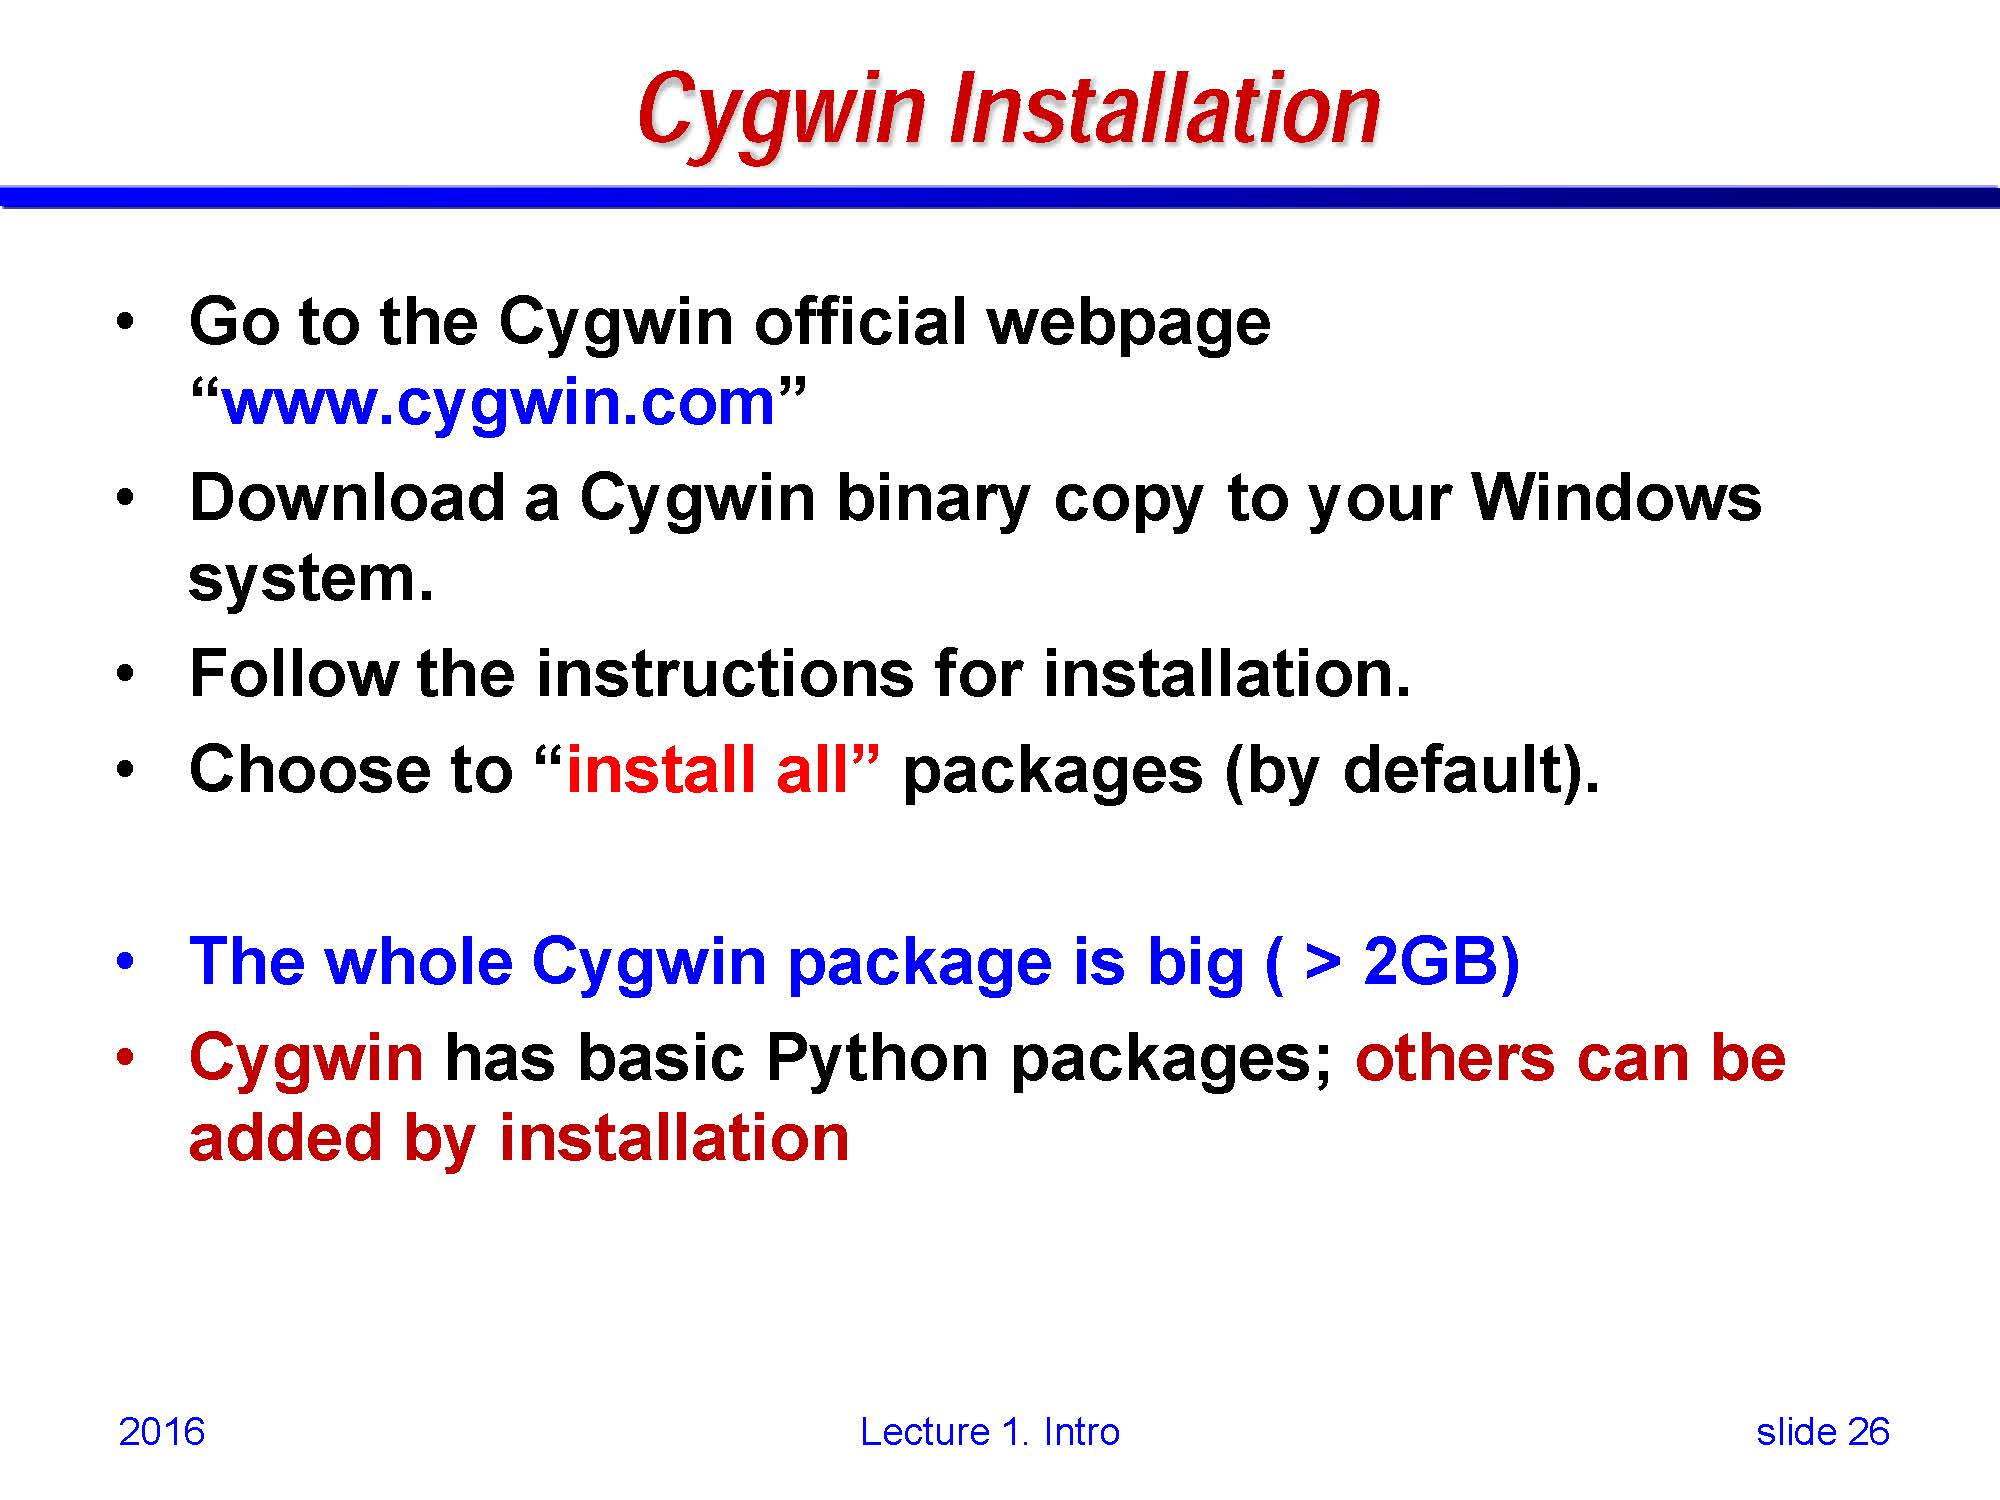 Cygwin Installation
• Go to the Cygwin official webpage
“www.cygwin.com”
• Download a Cygwin binary copy to your Windows
system.
• Follow the instructions for installation.
• Choose to “install all” packages (by default).
• The whole Cygwin package is big ( > 2GB)
• Cygwin has basic Python packages; others can be
added by installation
2016 Lecture 1. Intro slide 26